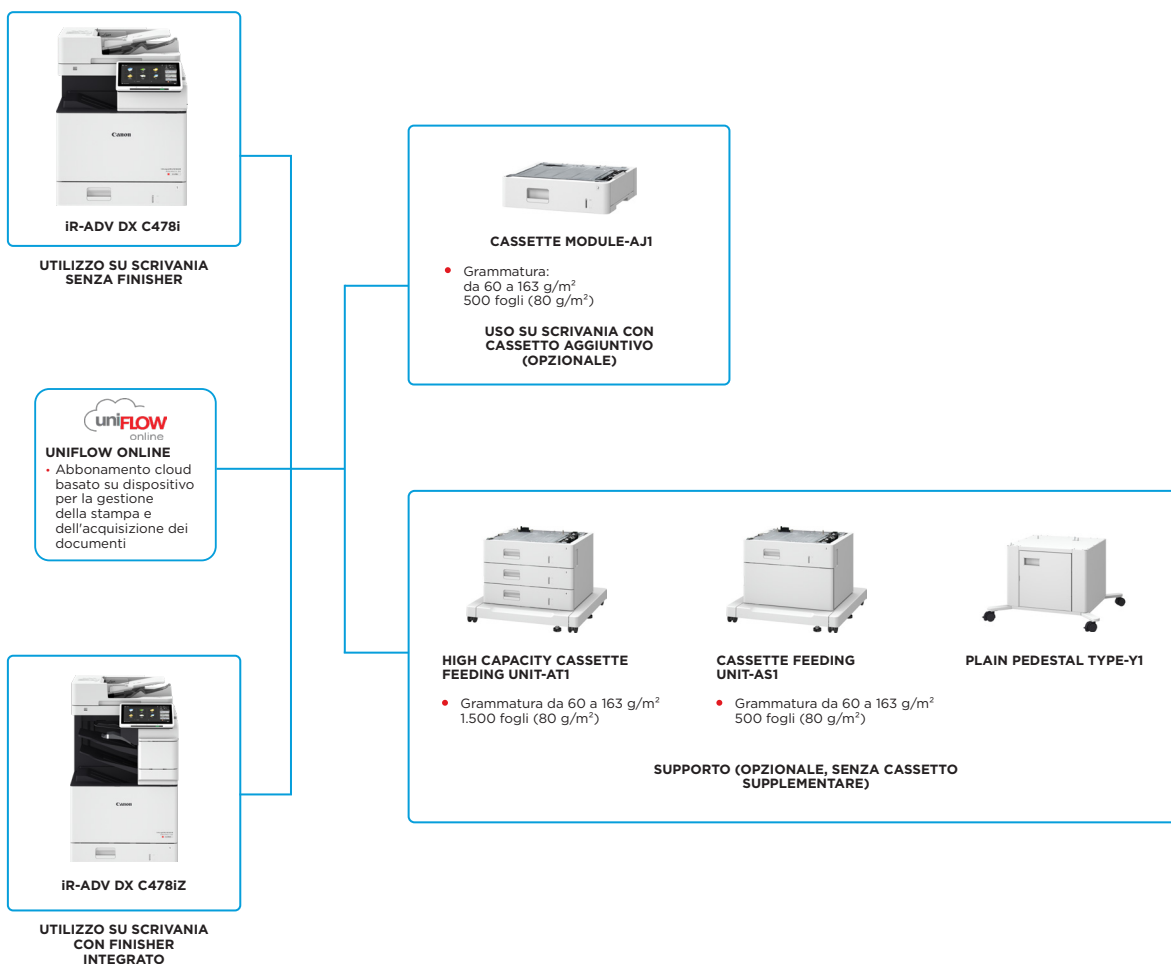 Canon
iR-ADV DX C478i
UTILIZZO SU SCRIVANIA
SENZA FINISHER
CASSETTE MODULE-AJ1
• Grammatura:
da 60 a 163 g/m²
500 fogli (80 g/m²)
USO SU SCRIVANIA CON
CASSETTO AGGIUNTIVO
(OPZIONALE)
uniFLOW
online
UNIFLOW ONLINE
• Abbonamento cloud
basato su dispositivo
per la gestione
della stampa e
dell'acquisizione dei
documenti
HIGH CAPACITY CASSETTE
FEEDING UNIT-AT1
• Grammatura da 60 a 163 g/m²
1.500 fogli (80 g/m²)
CASSETTE FEEDING
UNIT-AS1
• Grammatura da 60 a 163 g/m²
500 fogli (80 g/m²)
PLAIN PEDESTAL TYPE-Y1
SUPPORTO (OPZIONALE, SENZA CASSETTO
SUPPLEMENTARE)
Canon
iR-ADV DX C478iZ
UTILIZZO SU SCRIVANIA
CON FINISHER
INTEGRATO